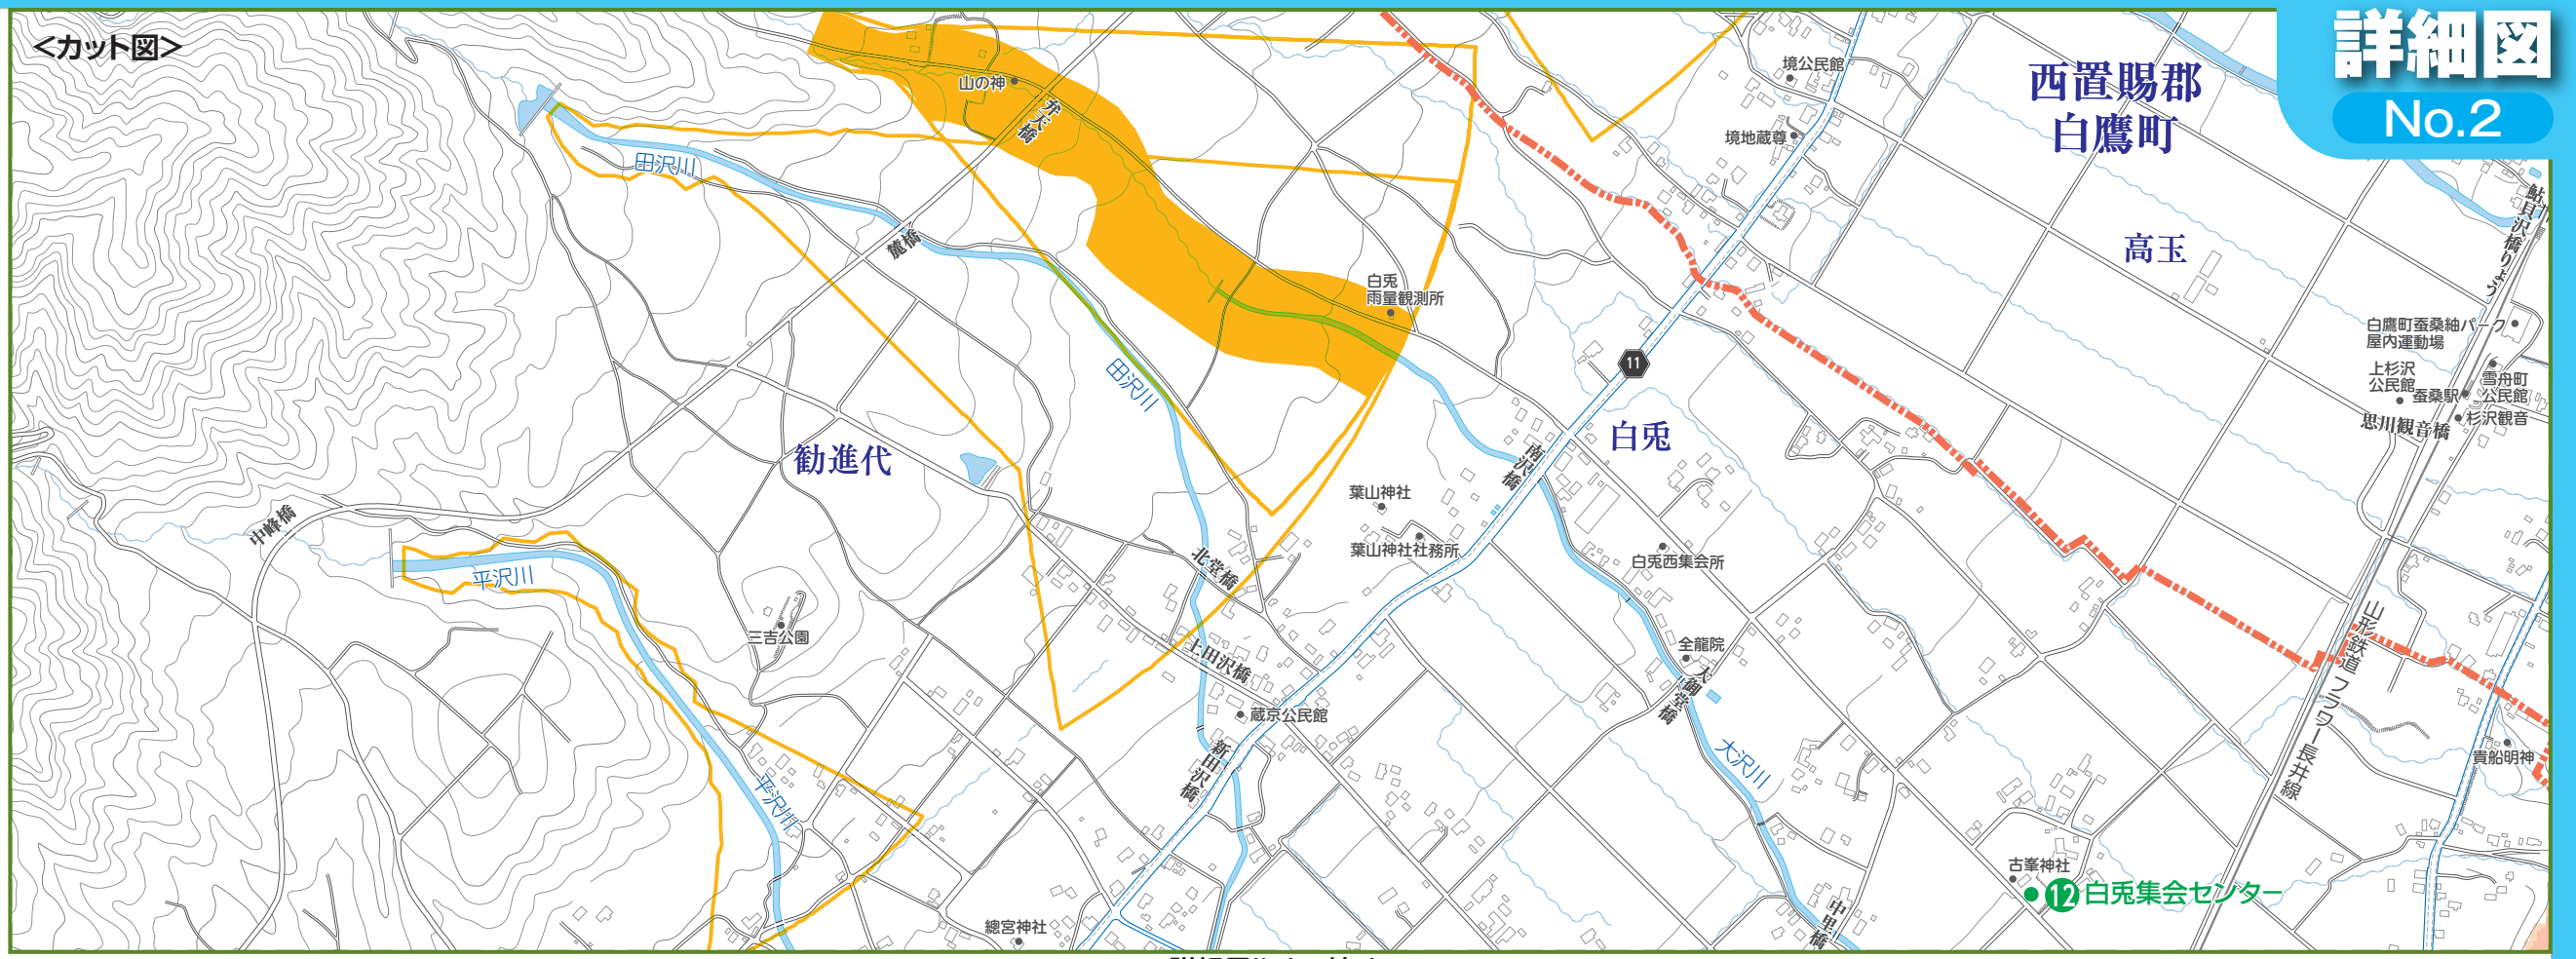 <カット図>
詳細図
No.2
西置賜郡
白鷹町
境公民館
境地蔵尊
山の神
弁天橋
田沢川
籠橋
高玉
鮎貝沢橋りょう
白兎
雨量観測所
11
白鷹町蚕桑紬パーク
屋内運動場
上杉沢
公民館
蚕桑駅
雪舟町
公民館
杉沢観音
思川観音橋
田沢川
勧進代
白兎
南沢橋
葉山神社
葉山神社社務所
中峰橋
平沢川
北堂橋
白兎西集会所
三吉公園
上田沢橋
全龍院
大御堂橋
山形鉄道 フラワー長井線
蔵京公民館
新田沢橋
大沢川
貴船明神
平沢川
古峯神社
12 白兎集会センター
總宮神社
中里橋